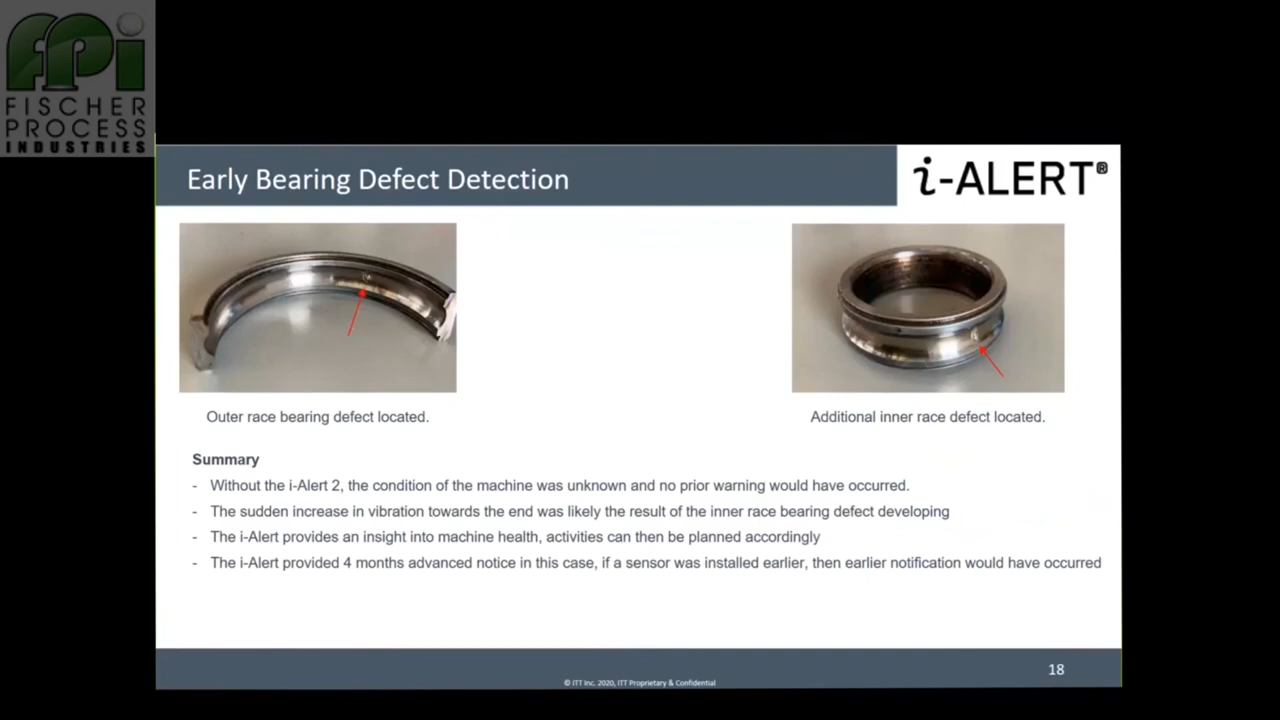 fpi
FISCHER
PROCESS
INDUSTRIES
Early Bearing Defect Detection
i-ALERT®
Outer race bearing defect located.
Additional inner race defect located.
Summary
- Without the i-Alert 2, the condition of the machine was unknown and no prior warning would have occurred.
- The sudden increase in vibration towards the end was likely the result of the inner race bearing defect developing
- The i-Alert provides an insight into machine health, activities can then be planned accordingly
- The i-Alert provided 4 months advanced notice in this case, if a sensor was installed earlier, then earlier notification would have occurred
18
© ITT Inc. 2020, ITT Proprietary & Confidential